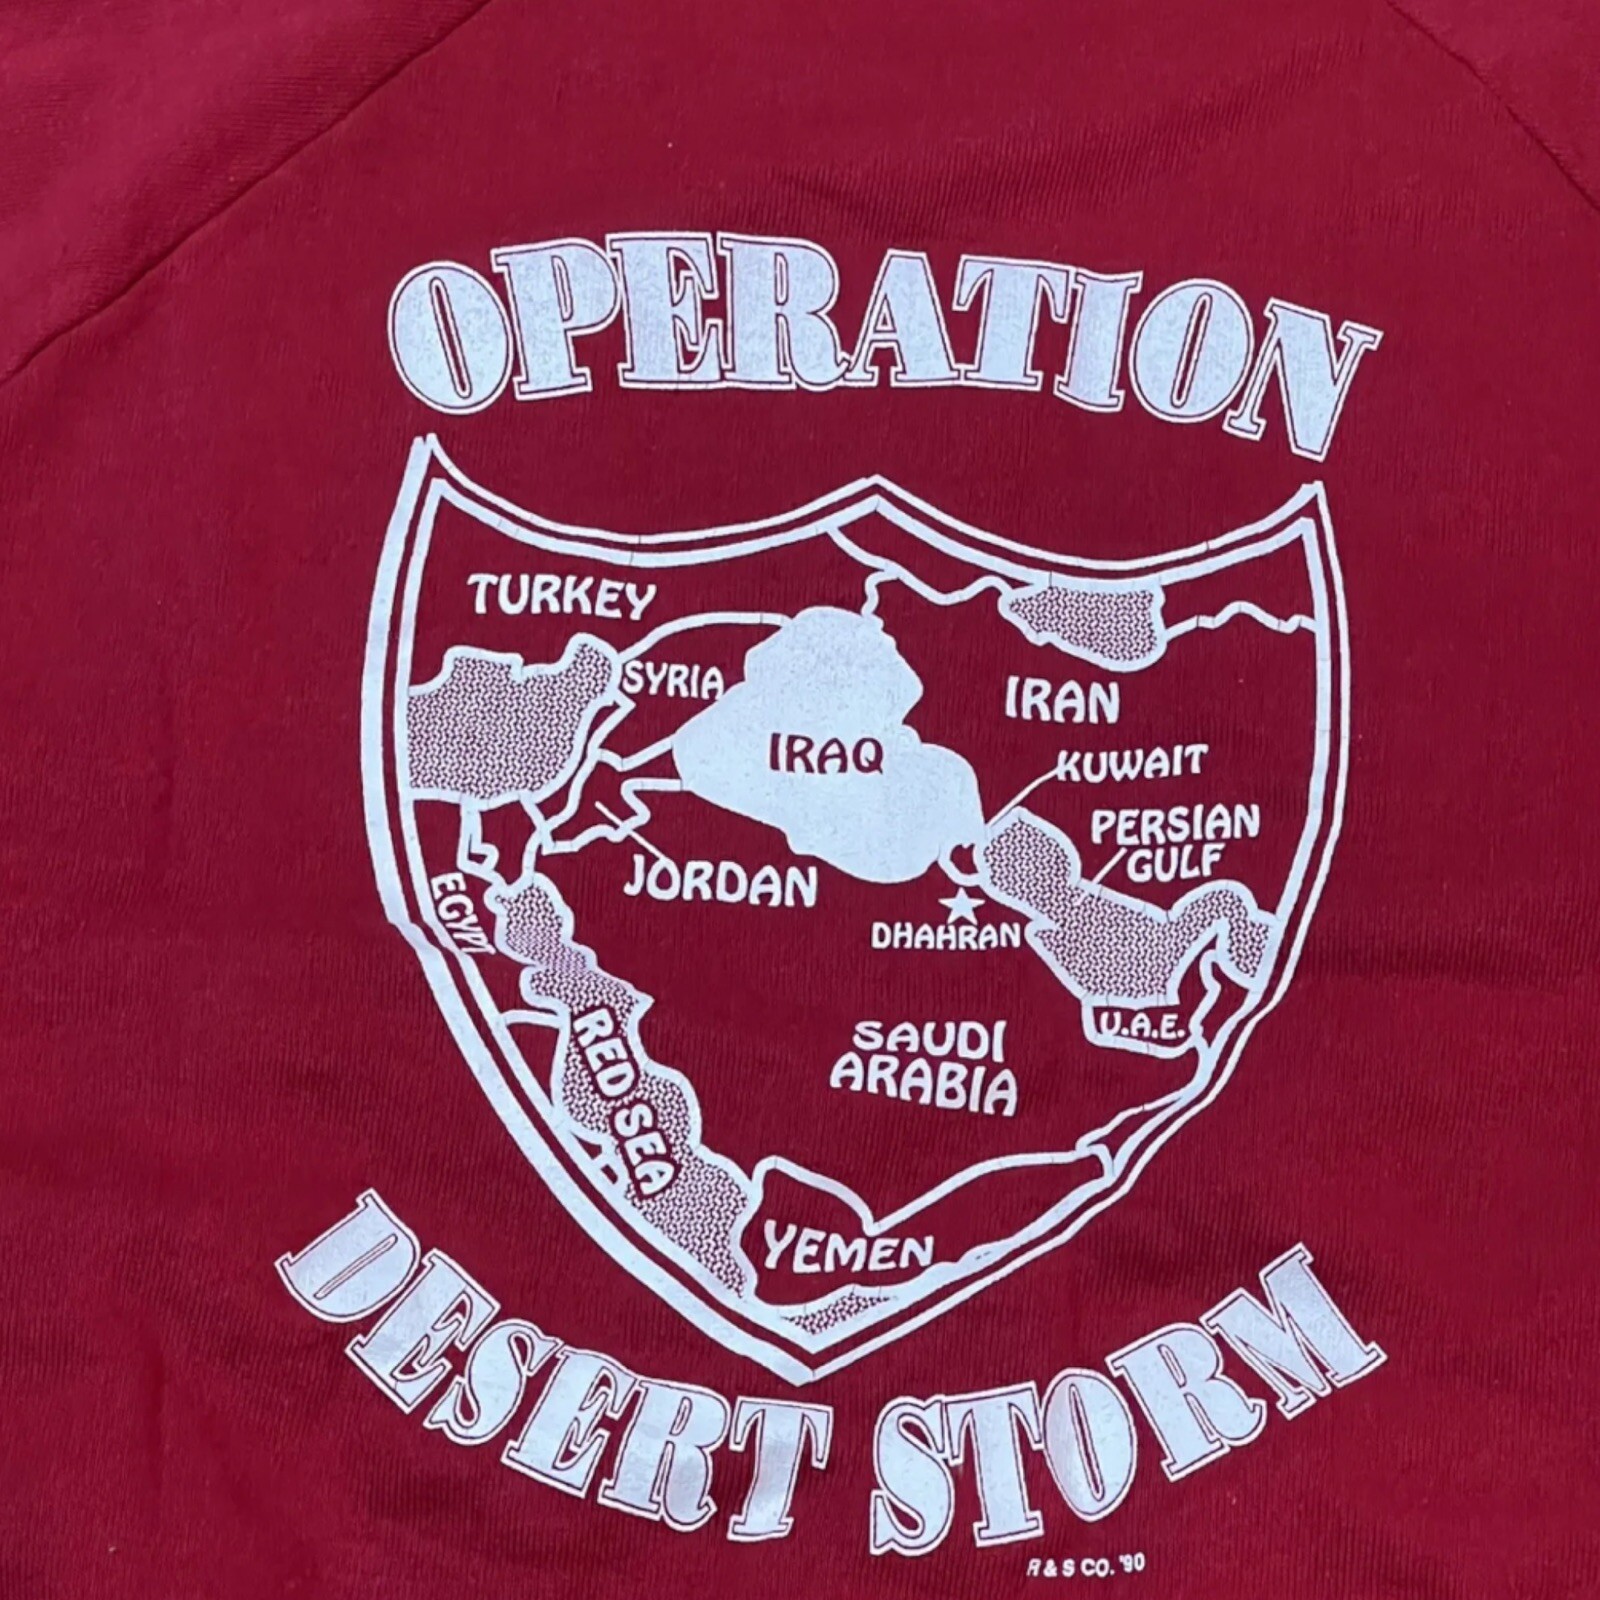 OPERATION
TURKEY
SYRIA
IRAQ
IRAN
KUWAIT
PERSIAN
GULF
JORDAN
EGYPT
DHAHRAN
RED SEA
SAUDI
ARABIA
U.A.E.
YEMEN
DESERT STORM
R & S CO. '90